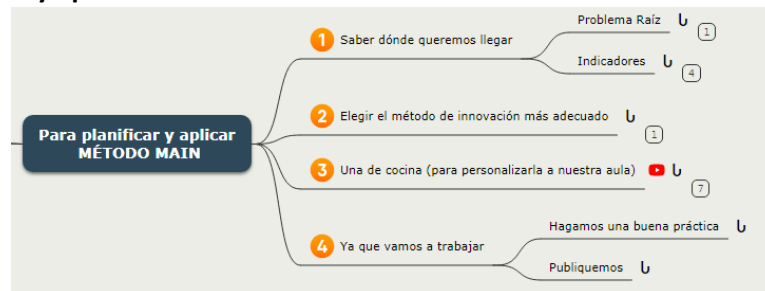 Para planificar y aplicar
MÉTODO MAIN
1 Saber dónde queremos llegar
Problema Raíz
1
Indicadores
4
2 Elegir el método de innovación más adecuado
1
3 Una de cocina (para personalizarla a nuestra aula)
7
4 Ya que vamos a trabajar
Hagamos una buena práctica
Publiquemos